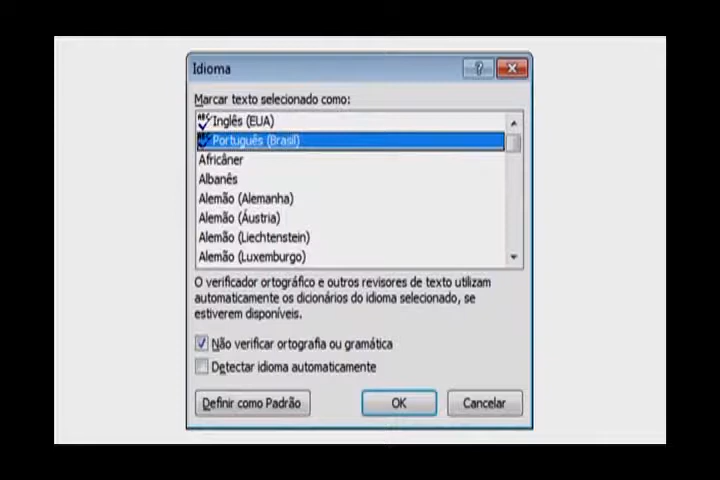 Idioma
Marcar texto selecionado como:
Inglês (EUA)
Português (Brasil)
Africâner
Albanês
Alemão (Alemanha)
Alemão (Áustria)
Alemão (Liechtenstein)
Alemão (Luxemburgo)
O verificador ortográfico e outros revisores de texto utilizam
automaticamente os dicionários do idioma selecionado, se
estiverem disponíveis.
Não verificar ortografia ou gramática
Detectar idioma automaticamente
Definir como Padrão OK Cancelar